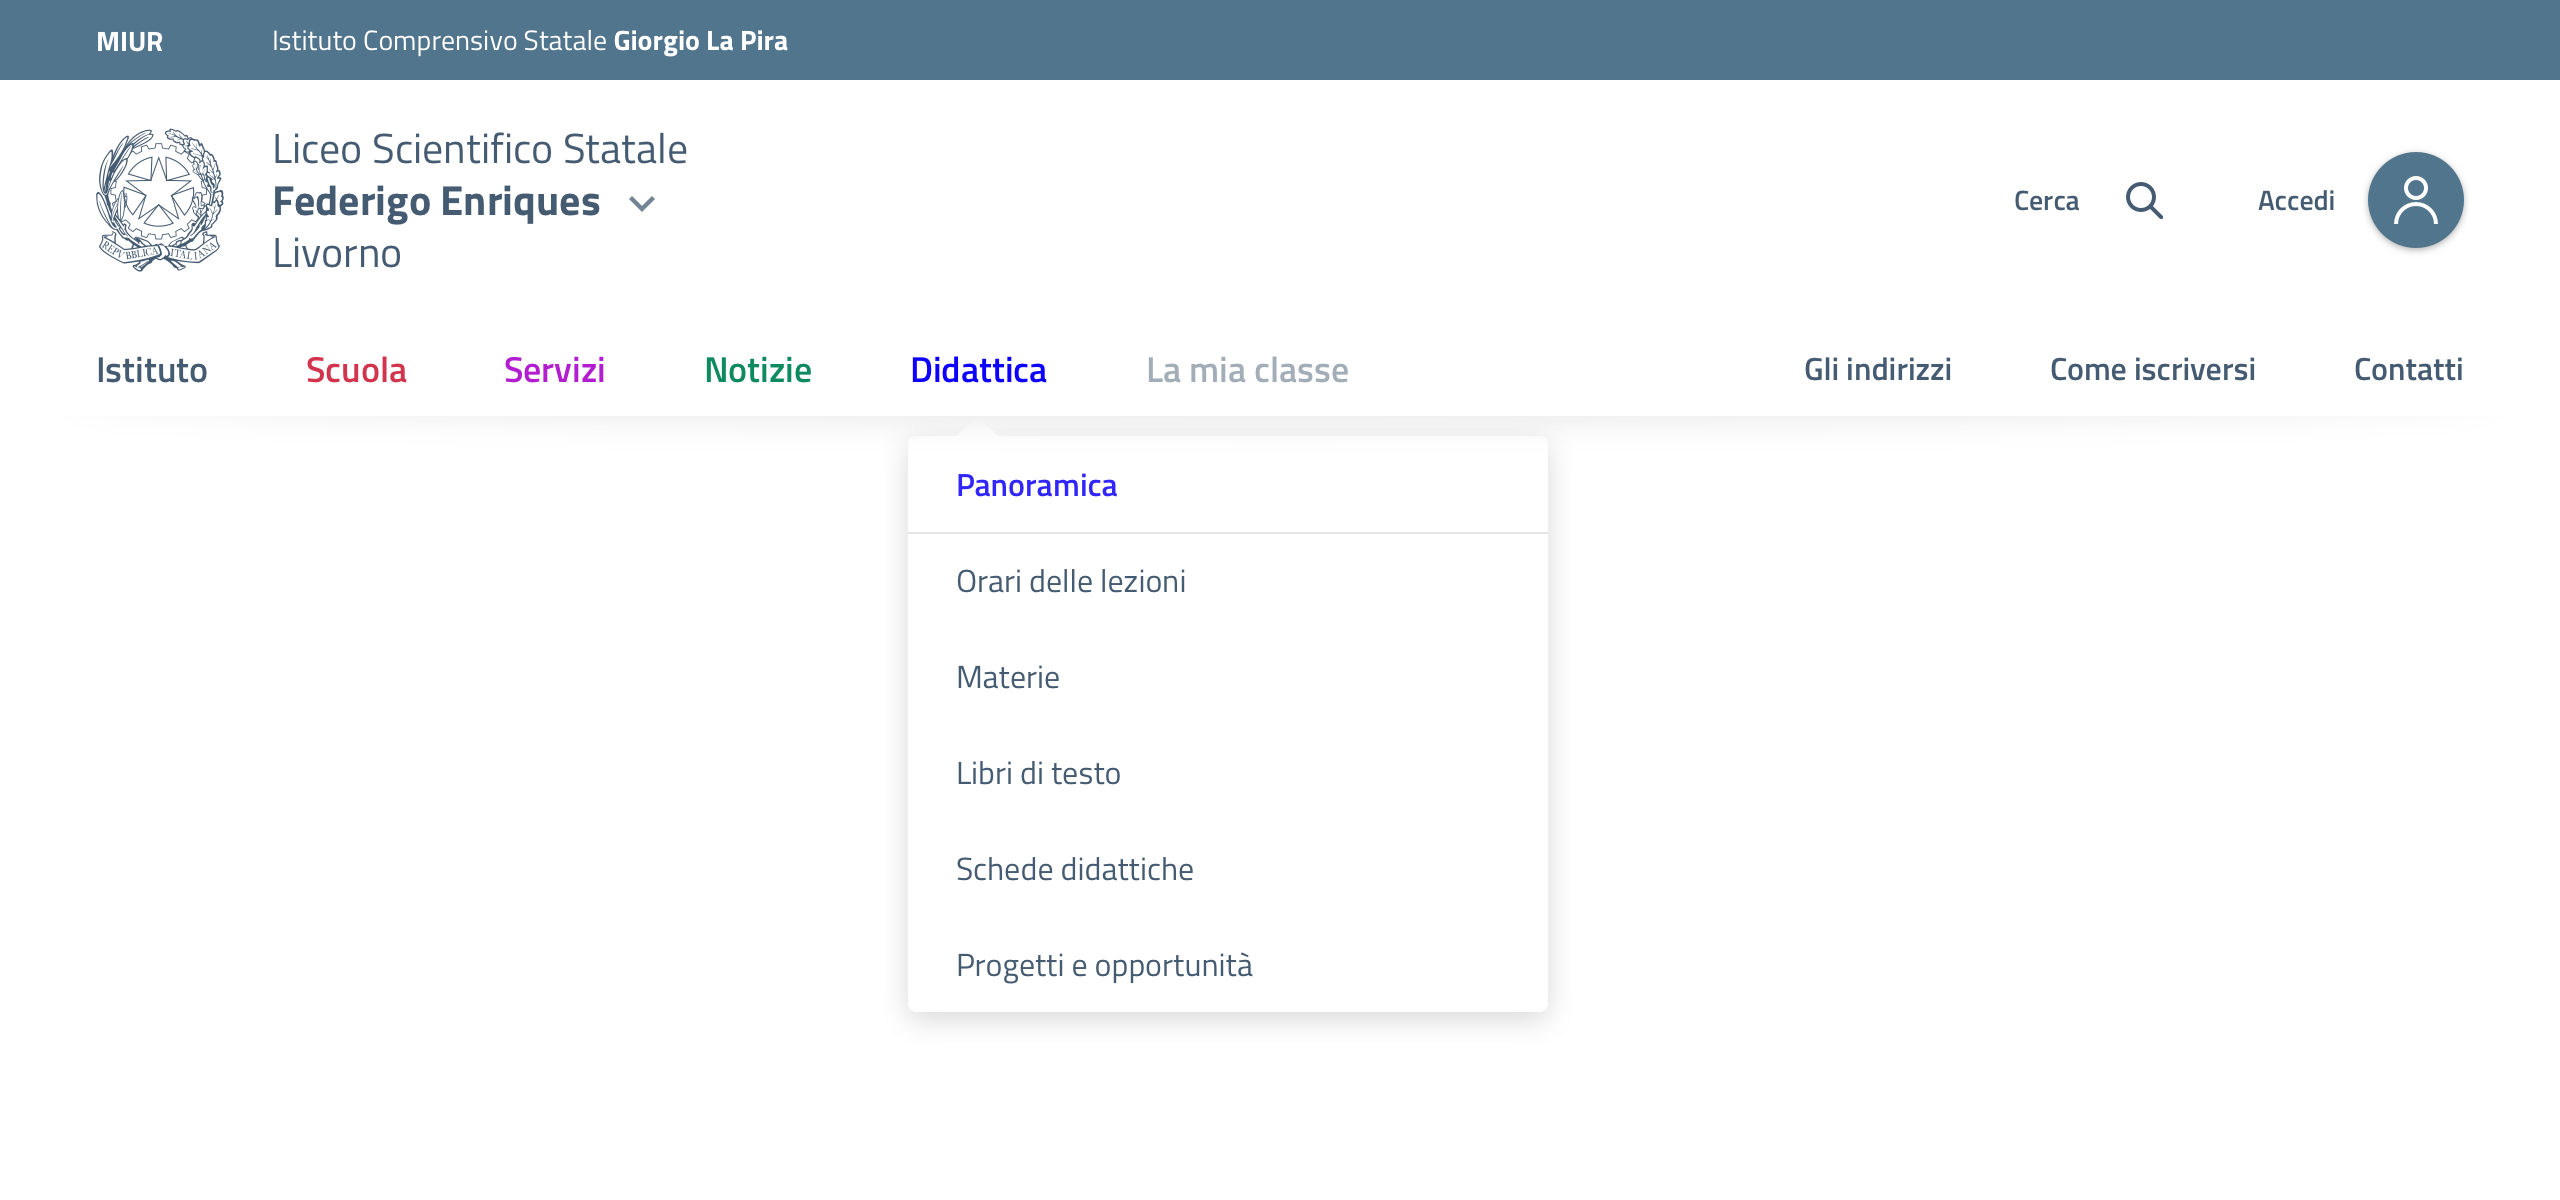 MIUR
Istituto Comprensivo Statale Giorgio La Pira
REPVBBLICA ITALIANA
Liceo Scientifico Statale
Federigo Enriques
Livorno
Cerca
Accedi
Istituto
Scuola
Servizi
Notizie
Didattica
La mia classe
Gli indirizzi
Come iscriversi
Contatti
Panoramica
Orari delle lezioni
Materie
Libri di testo
Schede didattiche
Progetti e opportunità